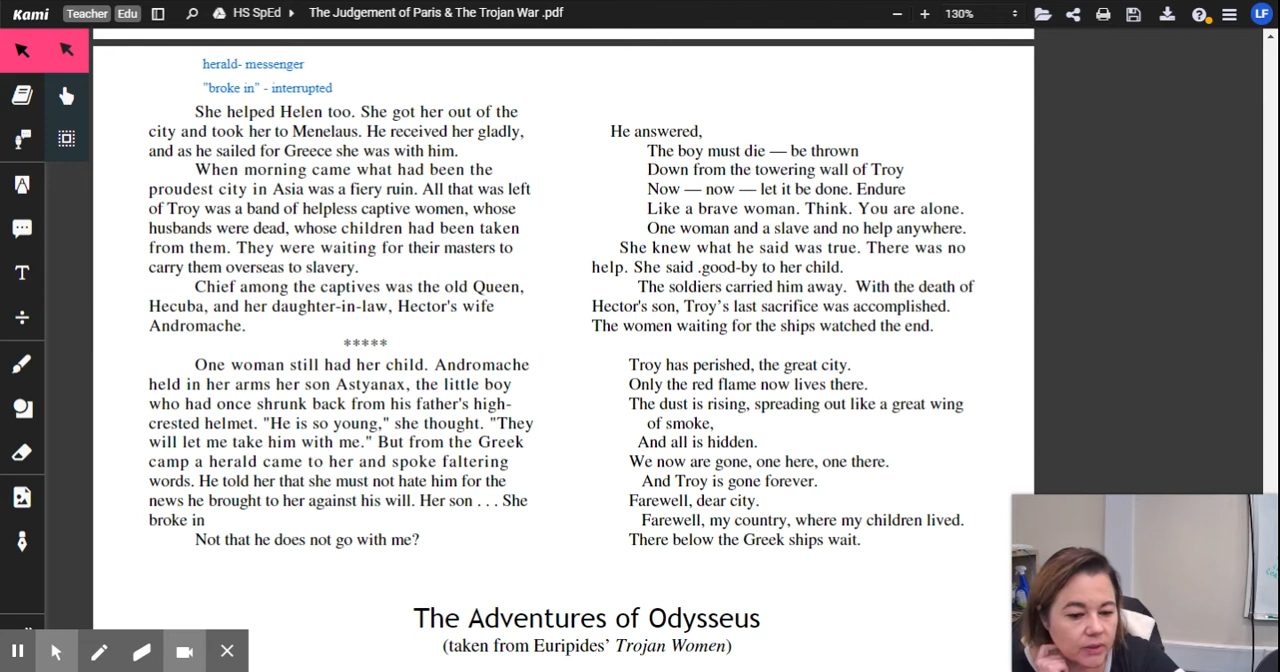 Kami
Teacher
Edu
HS SpEd
The Judgement of Paris & The Trojan War .pdf
130%
LF
herald- messenger
"broke in" - interrupted
She helped Helen too. She got her out of the
city and took her to Menelaus. He received her gladly,
and as he sailed for Greece she was with him.
When morning came what had been the
proudest city in Asia was a fiery ruin. All that was left
of Troy was a band of helpless captive women, whose
husbands were dead, whose children had been taken
from them. They were waiting for their masters to
carry them overseas to slavery.
Chief among the captives was the old Queen,
Hecuba, and her daughter-in-law, Hector's wife
Andromache.
*****
One woman still had her child. Andromache
held in her arms her son Astyanax, the little boy
who had once shrunk back from his father's high-
crested helmet. "He is so young," she thought. "They
will let me take him with me." But from the Greek
camp a herald came to her and spoke faltering
words. He told her that she must not hate him for the
news he brought to her against his will. Her son . . . She
broke in
Not that he does not go with me?
He answered,
The boy must die — be thrown
Down from the towering wall of Troy
Now — now — let it be done. Endure
Like a brave woman. Think. You are alone.
One woman and a slave and no help anywhere.
She knew what he said was true. There was no
help. She said .good-by to her child.
The soldiers carried him away. With the death of
Hector's son, Troy's last sacrifice was accomplished.
The women waiting for the ships watched the end.
Troy has perished, the great city.
Only the red flame now lives there.
The dust is rising, spreading out like a great wing
of smoke,
And all is hidden.
We now are gone, one here, one there.
And Troy is gone forever.
Farewell, dear city.
Farewell, my country, where my children lived.
There below the Greek ships wait.
The Adventures of Odysseus
(taken from Euripides' Trojan Women)